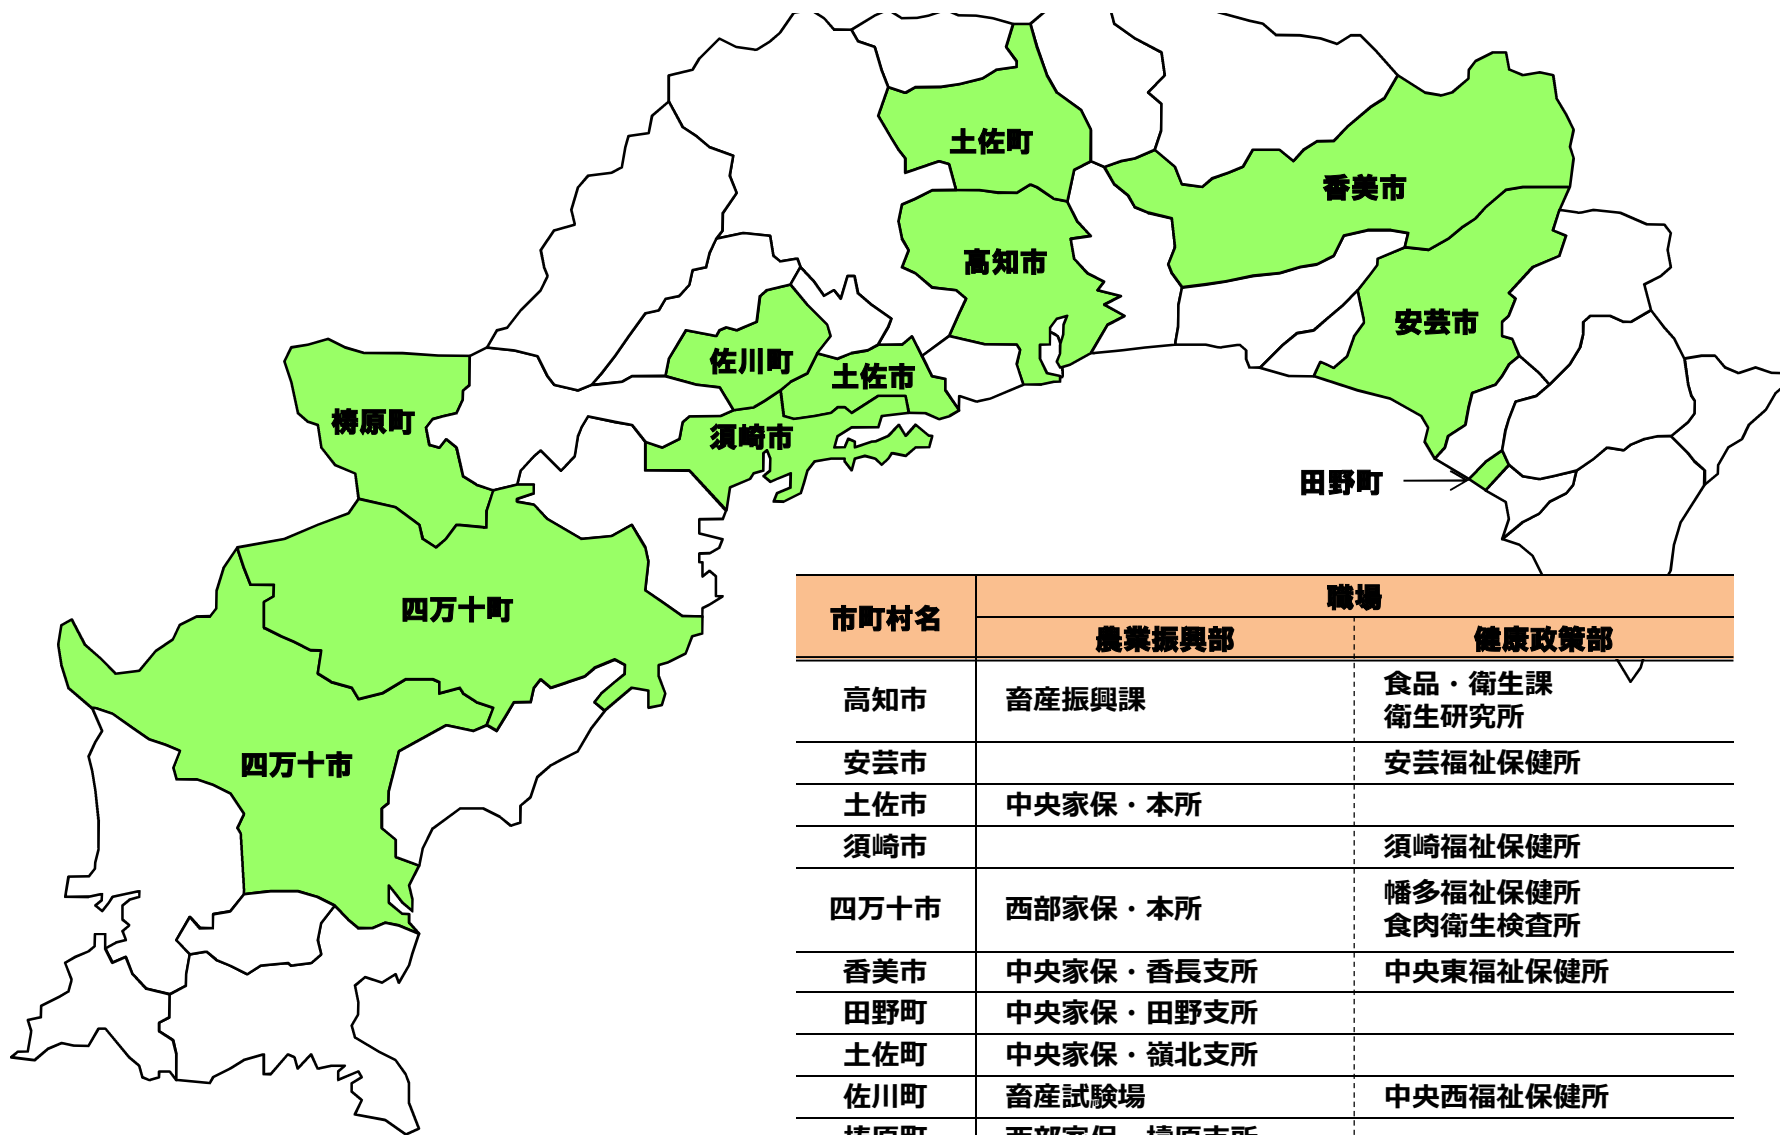 土佐町
香美市
高知市
安芸市
佐川町
土佐市
梼原町
須崎市
田野町
四万十町
四万十市
市町村名 職場
農業振興部 健康政策部
高知市 畜産振興課 食品・衛生課
衛生研究所
安芸市 安芸福祉保健所
土佐市 中央家保・本所
須崎市 須崎福祉保健所
四万十市 西部家保・本所 幡多福祉保健所
食肉衛生検査所
香美市 中央家保・香長支所 中央東福祉保健所
田野町 中央家保・田野支所
土佐町 中央家保・嶺北支所
佐川町 畜産試験場 中央西福祉保健所